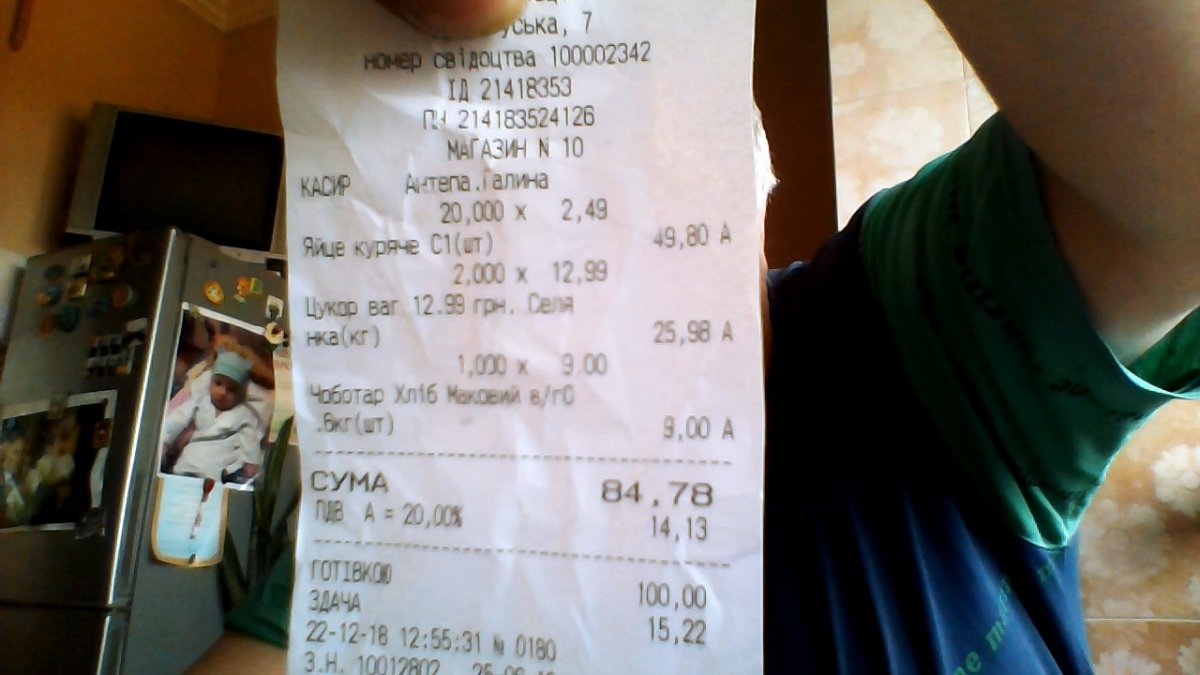 уська, 7
номер свідоцтва 100002342
ІД 21418353
ПН 214183524126
МАГАЗИН N 10
КАСИР Антепа.Галина
20,000 x 2,49
Яйце куряче С1(шт) 49,80 А
2,000 x 12,99
Цукор ваг 12.99 грн. Селя
нка(кг) 25,98 А
1,000 x 9.00
Чоботар Хліб Маковий в/г0
.6кг(шт) 9,00 А
СУМА 84,78
ПДВ А = 20,00% 14,13
ГОТІВКОЮ 100,00
ЗДАЧА 15,22
22-12-18 12:55:31 № 0180
З.Н. 10012802